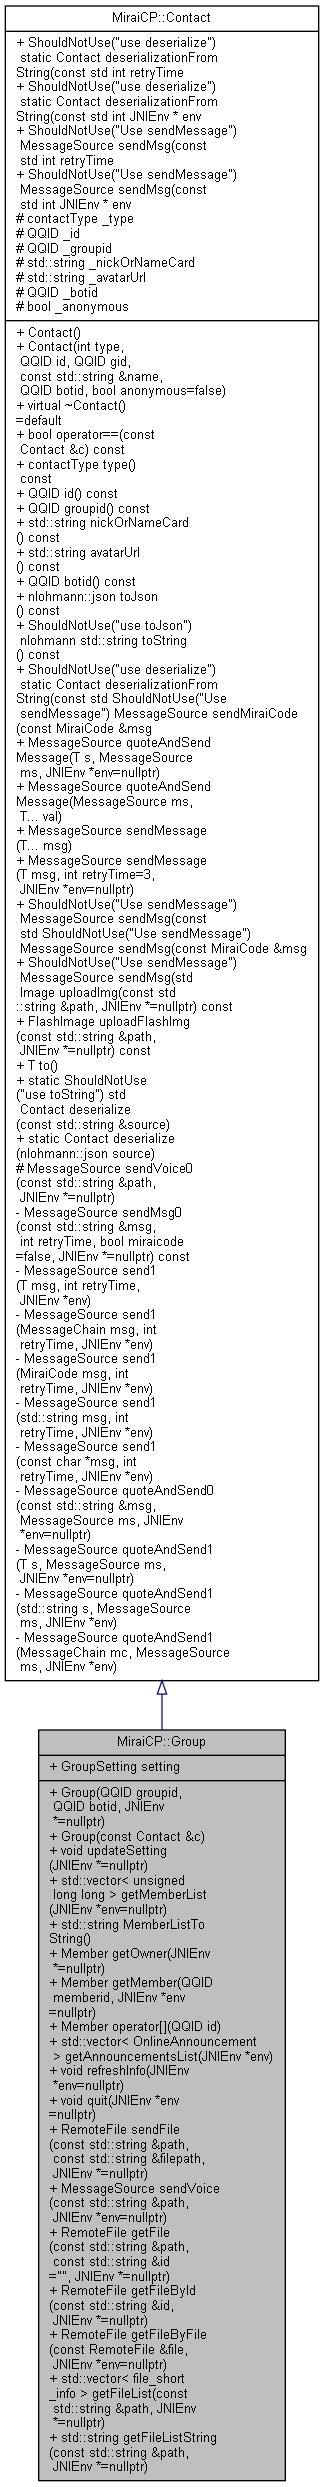 MiraiCP::Contact
+ ShouldNotUse("use deserialize")
static Contact deserializationFrom
String(const std int retryTime
+ ShouldNotUse("use deserialize")
static Contact deserializationFrom
String(const std int JNIEnv * env
+ ShouldNotUse("Use sendMessage")
MessageSource sendMsg(const
std int retryTime
+ ShouldNotUse("Use sendMessage")
MessageSource sendMsg(const
std int JNIEnv * env
# contactType _type
# QQID _id
# QQID _groupid
# std::string _nickOrNameCard
# std::string _avatarUrl
# QQID _botid
# bool _anonymous
+ Contact()
+ Contact(int type,
QQID id, QQID gid,
const std::string &name,
QQID botid, bool anonymous=false)
+ virtual ~Contact()
=default
+ bool operator==(const
Contact &c) const
+ contactType type()
const
+ QQID id() const
+ QQID groupid() const
+ std::string nickOrNameCard
() const
+ std::string avatarUrl
() const
+ QQID botid() const
+ nlohmann::json toJson
() const
+ ShouldNotUse("use toJson")
nlohmann std::string toString
() const
+ ShouldNotUse("use deserialize")
static Contact deserializationFrom
String(const std ShouldNotUse("Use
sendMessage") MessageSource sendMiraiCode
(const MiraiCode &msg
+ MessageSource quoteAndSend
Message(T s, MessageSource
ms, JNIEnv *env=nullptr)
+ MessageSource quoteAndSend
Message(MessageSource ms,
T... val)
+ MessageSource sendMessage
(T... msg)
+ MessageSource sendMessage
(T msg, int retryTime=3,
JNIEnv *env=nullptr)
+ ShouldNotUse("Use sendMessage")
MessageSource sendMsg(const
std ShouldNotUse("Use sendMessage")
MessageSource sendMsg(const MiraiCode &msg
+ ShouldNotUse("Use sendMessage")
MessageSource sendMsg(std
Image uploadImg(const std
::string &path, JNIEnv *=nullptr) const
+ FlashImage uploadFlashImg
(const std::string &path,
JNIEnv *=nullptr) const
+ T to()
+ static ShouldNotUse
("use toString") std
Contact deserialize
(const std::string &source)
+ static Contact deserialize
(nlohmann::json source)
# MessageSource sendVoice0
(const std::string &path,
JNIEnv *=nullptr)
- MessageSource sendMsg0
(const std::string &msg,
int retryTime, bool miraicode
=false, JNIEnv *=nullptr) const
- MessageSource send1
(T msg, int retryTime,
JNIEnv *env)
- MessageSource send1
(MessageChain msg, int
retryTime, JNIEnv *env)
- MessageSource send1
(MiraiCode msg, int
retryTime, JNIEnv *env)
- MessageSource send1
(std::string msg, int
retryTime, JNIEnv *env)
- MessageSource send1
(const char *msg, int
retryTime, JNIEnv *env)
- MessageSource quoteAndSend0
(const std::string &msg,
MessageSource ms, JNIEnv
*env=nullptr)
- MessageSource quoteAndSend1
(T s, MessageSource ms,
JNIEnv *env=nullptr)
- MessageSource quoteAndSend1
(std::string s, MessageSource
ms, JNIEnv *env)
- MessageSource quoteAndSend1
(MessageChain mc, MessageSource
ms, JNIEnv *env)
MiraiCP::Group
+ GroupSetting setting
+ Group(QQID groupid,
QQID botid, JNIEnv
*=nullptr)
+ Group(const Contact &c)
+ void updateSetting
(JNIEnv *=nullptr)
+ std::vector< unsigned
long long > getMemberList
(JNIEnv *env=nullptr)
+ std::string MemberListTo
String()
+ Member getOwner(JNIEnv
*=nullptr)
+ Member getMember(QQID
memberid, JNIEnv *env
=nullptr)
+ Member operator[](QQID id)
+ std::vector< OnlineAnnouncement
> getAnnouncementsList(JNIEnv *env)
+ void refreshInfo(JNIEnv
*env=nullptr)
+ void quit(JNIEnv *env
=nullptr)
+ RemoteFile sendFile
(const std::string &path,
const std::string &filepath,
JNIEnv *=nullptr)
+ MessageSource sendVoice
(const std::string &path,
JNIEnv *env=nullptr)
+ RemoteFile getFile
(const std::string &path,
const std::string &id
="", JNIEnv *=nullptr)
+ RemoteFile getFileById
(const std::string &id,
JNIEnv *=nullptr)
+ RemoteFile getFileByFile
(const RemoteFile &file,
JNIEnv *env=nullptr)
+ std::vector< file_short
_info > getFileList(const
std::string &path, JNIEnv
*=nullptr)
+ std::string getFileListString
(const std::string &path,
JNIEnv *=nullptr)